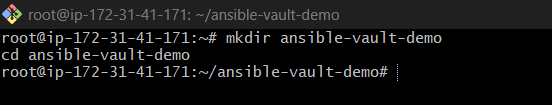 root@ip-172-31-41-171: ~/ansible-vault-demo
root@ip-172-31-41-171:~# mkdir ansible-vault-demo
cd ansible-vault-demo
root@ip-172-31-41-171:~/ansible-vault-demo#